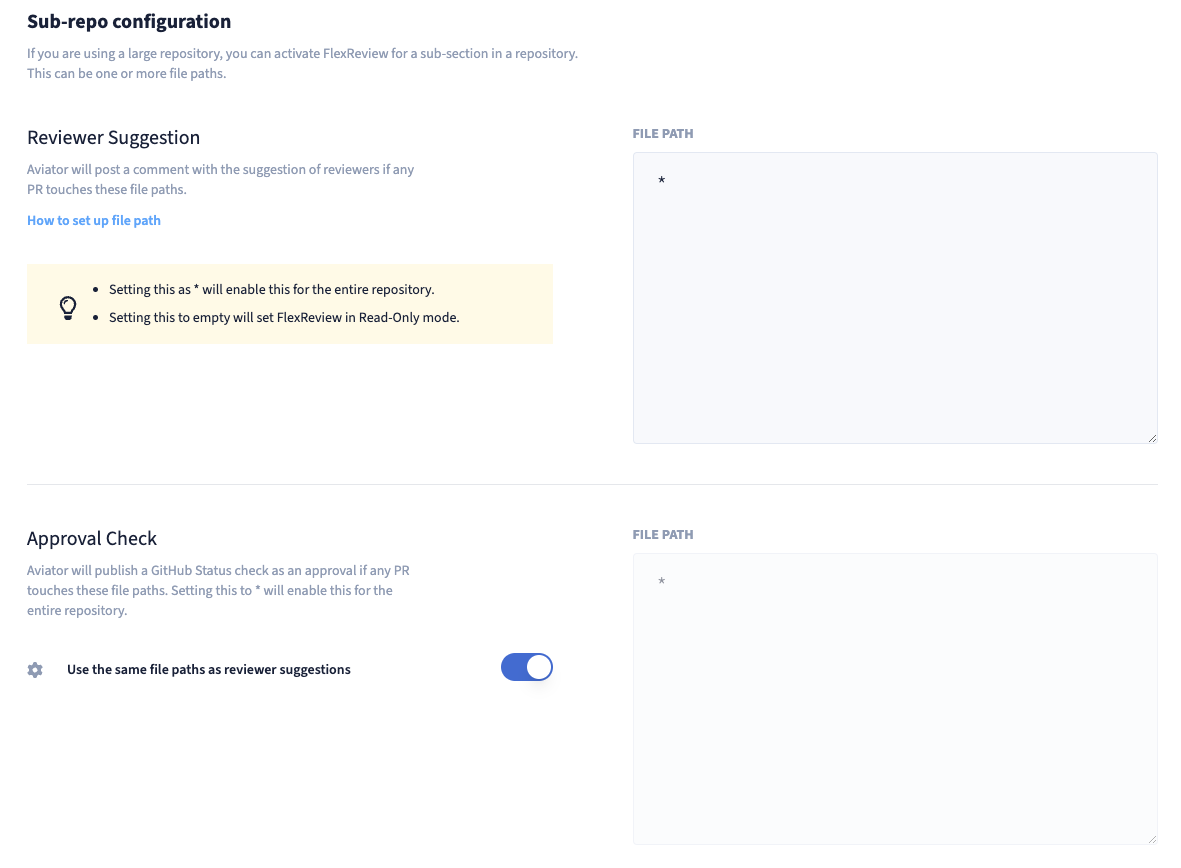 Sub-repo configuration
If you are using a large repository, you can activate FlexReview for a sub-section in a repository.
This can be one or more file paths.
Reviewer Suggestion
Aviator will post a comment with the suggestion of reviewers if any
PR touches these file paths.
How to set up file path
Setting this as * will enable this for the entire repository.
Setting this to empty will set FlexReview in Read-Only mode.
FILE PATH
*
Approval Check
Aviator will publish a GitHub Status check as an approval if any PR
touches these file paths. Setting this to * will enable this for the
entire repository.
Use the same file paths as reviewer suggestions
FILE PATH
*